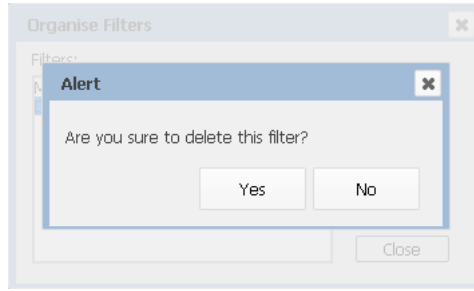 Organise Filters
Filters:
Alert
Are you sure to delete this filter?
Yes
No
Close